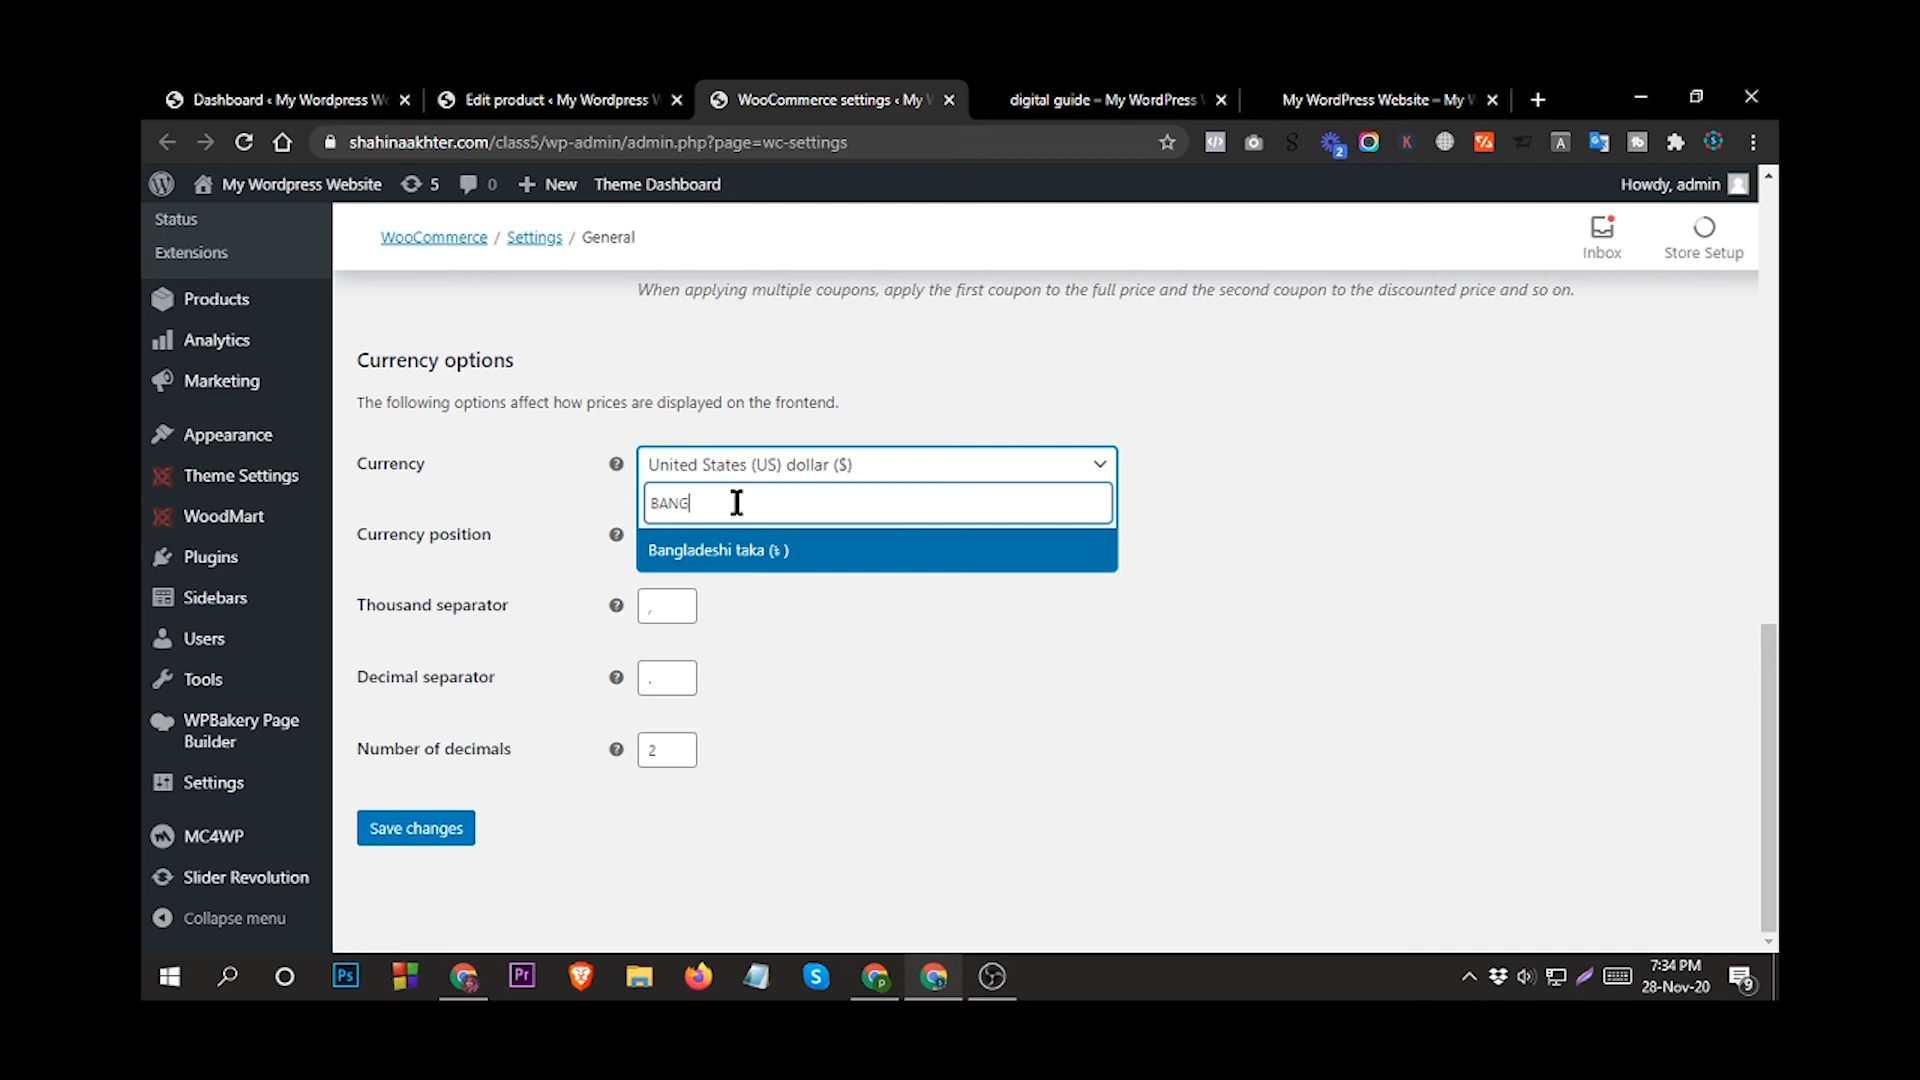 Dashboard ‹ My Wordpress W
Edit product ‹ My Wordpress W
WooCommerce settings ‹ My W
digital guide – My WordPress
My WordPress Website – My W
shahinaakhter.com/class5/wp-admin/admin.php?page=wc-settings
2
My Wordpress Website
5
0
New
Theme Dashboard
Howdy, admin
Status
Extensions
Products
Analytics
Marketing
Appearance
Theme Settings
WoodMart
Plugins
Sidebars
Users
Tools
WPBakery Page
Builder
Settings
MC4WP
Slider Revolution
Collapse menu
WooCommerce / Settings / General
Inbox
Store Setup
When applying multiple coupons, apply the first coupon to the full price and the second coupon to the discounted price and so on.
Currency options
The following options affect how prices are displayed on the frontend.
Currency
United States (US) dollar ($)
BANG
Bangladeshi taka (৳ )
Currency position
Thousand separator
,
Decimal separator
.
Number of decimals
2
Save changes
Ps
Pr
S
7:34 PM
28-Nov-20
9